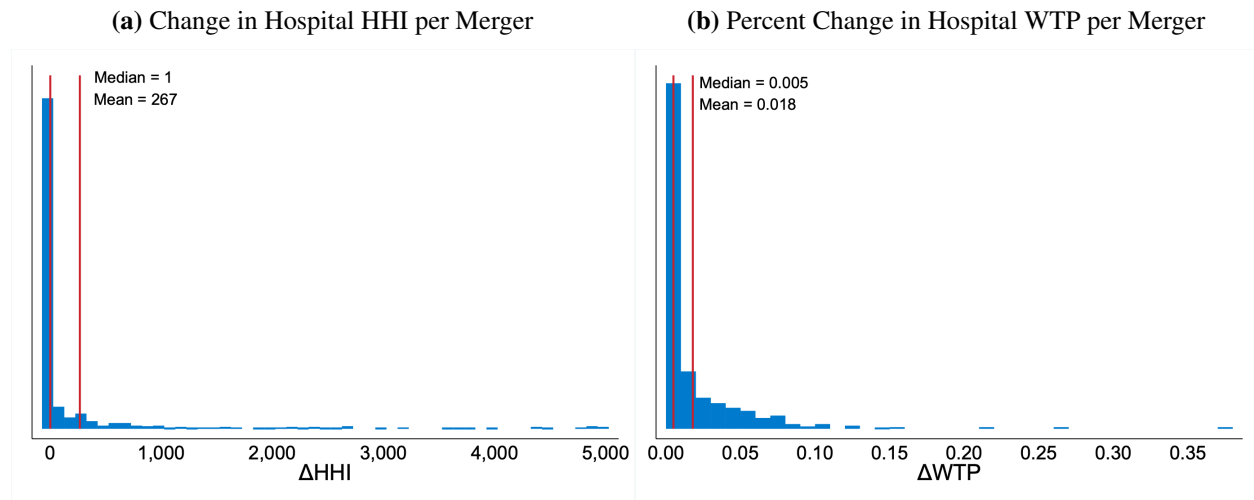 (a) Change in Hospital HHI per Merger
Median = 1
Mean = 267
0 1,000 2,000 3,000 4,000 5,000
ΔHHI
(b) Percent Change in Hospital WTP per Merger
Median = 0.005
Mean = 0.018
0.00 0.05 0.10 0.15 0.20 0.25 0.30 0.35
ΔWTP